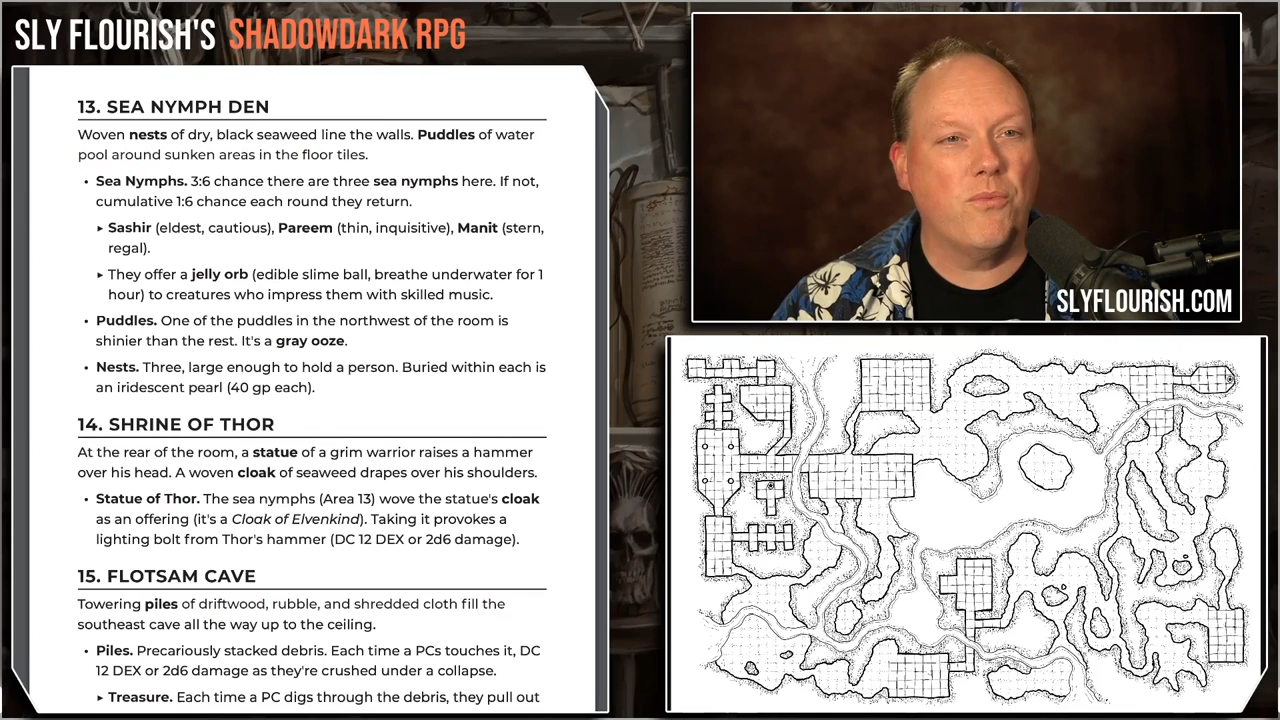 SLY FLOURISH'S SHADOWDARK RPG
13. SEA NYMPH DEN
Woven nests of dry, black seaweed line the walls. Puddles of water
pool around sunken areas in the floor tiles.
• Sea Nymphs. 3:6 chance there are three sea nymphs here. If not,
cumulative 1:6 chance each round they return.
▸ Sashir (eldest, cautious), Pareem (thin, inquisitive), Manit (stern,
regal).
▸ They offer a jelly orb (edible slime ball, breathe underwater for 1
hour) to creatures who impress them with skilled music.
• Puddles. One of the puddles in the northwest of the room is
shinier than the rest. It's a gray ooze.
• Nests. Three, large enough to hold a person. Buried within each is
an iridescent pearl (40 gp each).
14. SHRINE OF THOR
At the rear of the room, a statue of a grim warrior raises a hammer
over his head. A woven cloak of seaweed drapes over his shoulders.
• Statue of Thor. The sea nymphs (Area 13) wove the statue's cloak
as an offering (it's a Cloak of Elvenkind). Taking it provokes a
lighting bolt from Thor's hammer (DC 12 DEX or 2d6 damage).
15. FLOTSAM CAVE
Towering piles of driftwood, rubble, and shredded cloth fill the
southeast cave all the way up to the ceiling.
• Piles. Precariously stacked debris. Each time a PCs touches it, DC
12 DEX or 2d6 damage as they're crushed under a collapse.
▸ Treasure. Each time a PC digs through the debris, they pull out
SLYFLOURISH.COM